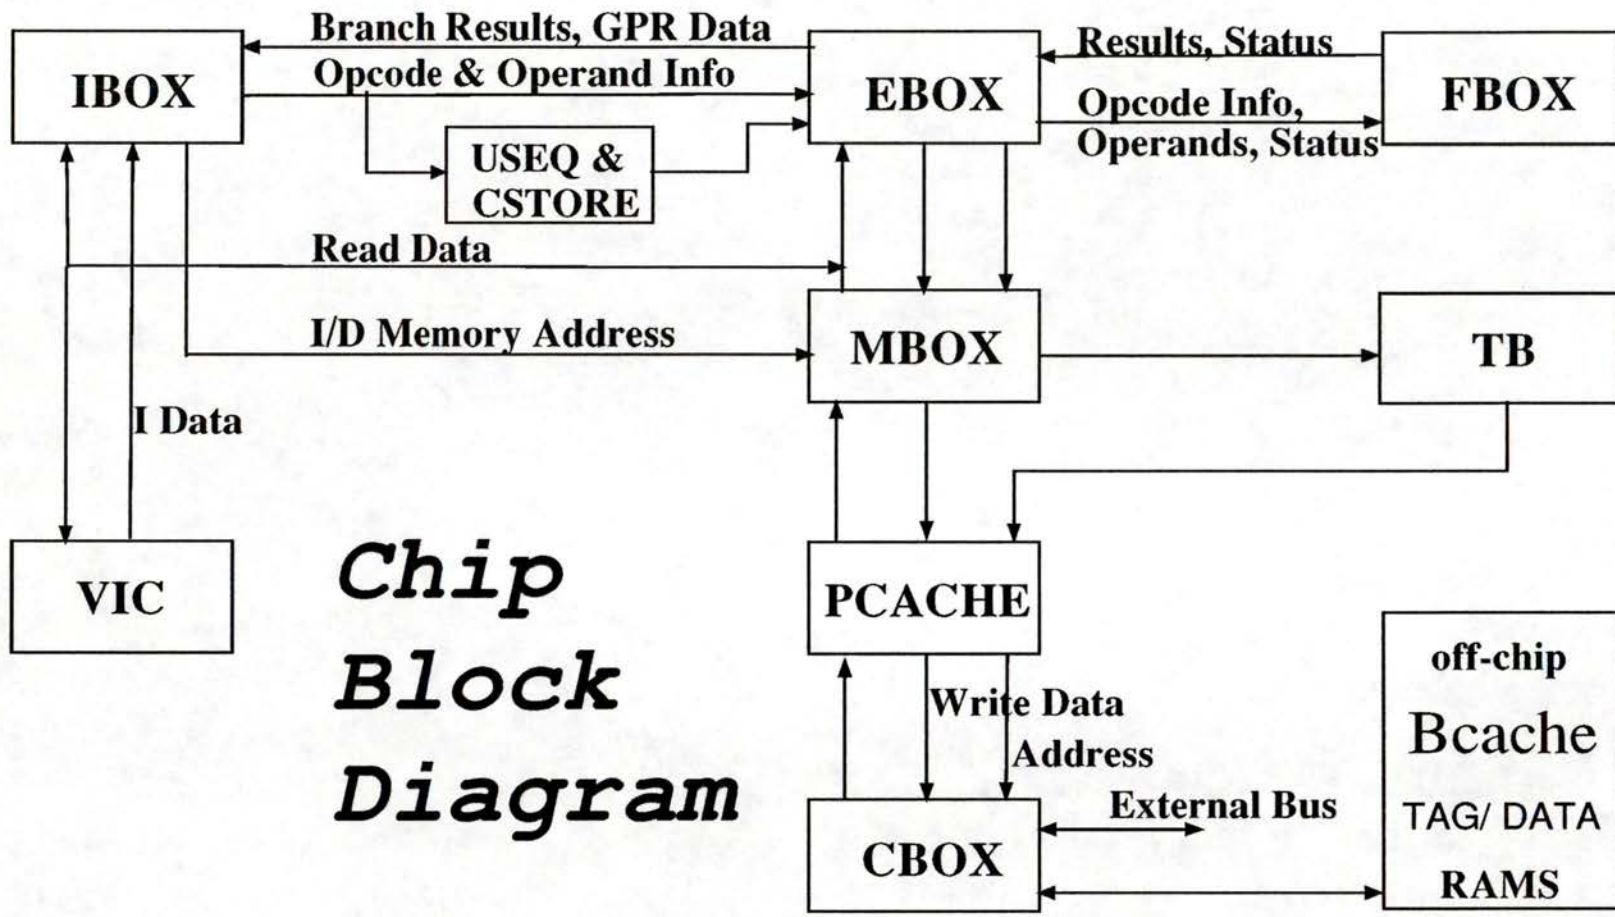 Branch Results, GPR Data
Results, Status
IBOX
Opcode & Operand Info
EBOX
FBOX
Opcode Info,
Operands, Status
USEQ &
CSTORE
Read Data
I/D Memory Address
MBOX
TB
I Data
Chip
Block
Diagram
VIC
PCACHE
off-chip
Bcache
TAG/ DATA
RAMS
Write Data
Address
External Bus
CBOX